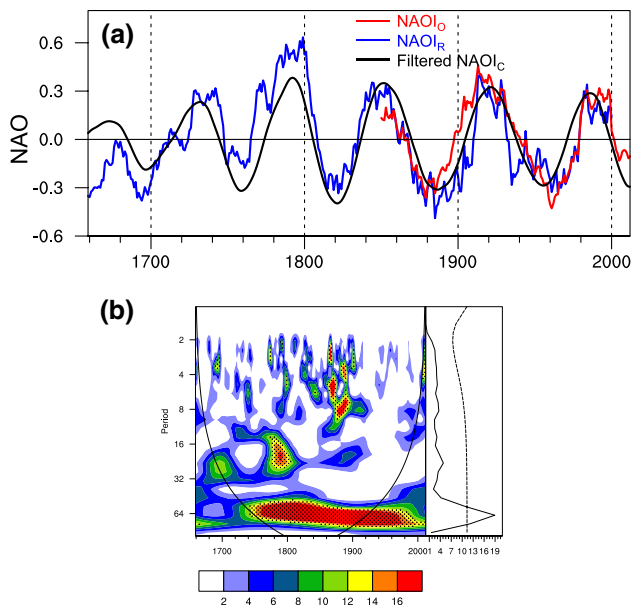 (a)
NAOI_O
NAOI_R
Filtered NAOI_C
NAO
0.6
0.3
0.0
-0.3
-0.6
1700 1800 1900 2000
(b)
Period
2
4
8
16
32
64
1700 1800 1900 2000
1 4 7 10 13 16 19
2 4 6 8 10 12 14 16